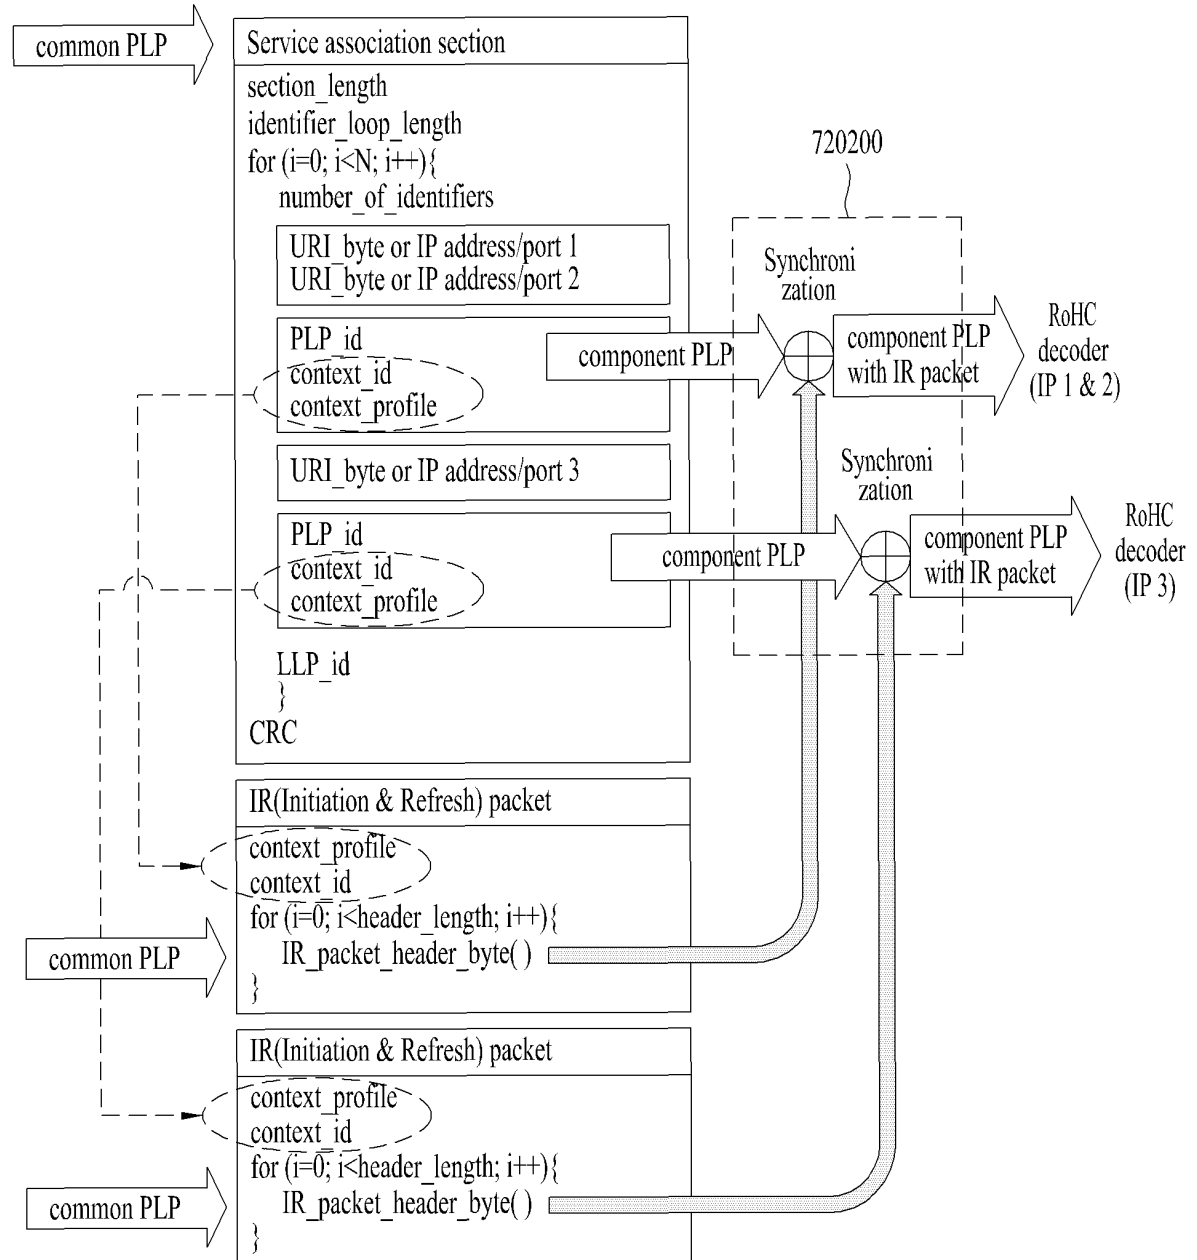 common PLP
Service association section
section_length
identifier_loop_length
for (i=0; i<N; i++){
number_of_identifiers
URI_byte or IP address/port 1
URI_byte or IP address/port 2
PLP_id
context_id
context_profile
URI_byte or IP address/port 3
PLP_id
context_id
context_profile
LLP_id
}
CRC
720200
Synchroni
zation
component PLP
component PLP
with IR packet
RoHC
decoder
(IP 1 & 2)
Synchroni
zation
component PLP
component PLP
with IR packet
RoHC
decoder
(IP 3)
IR(Initiation & Refresh) packet
context_profile
context_id
for (i=0; i<header_length; i++){
common PLP
IR_packet_header_byte( )
}
IR(Initiation & Refresh) packet
context_profile
context_id
for (i=0; i<header_length; i++){
common PLP
IR_packet_header_byte( )
}